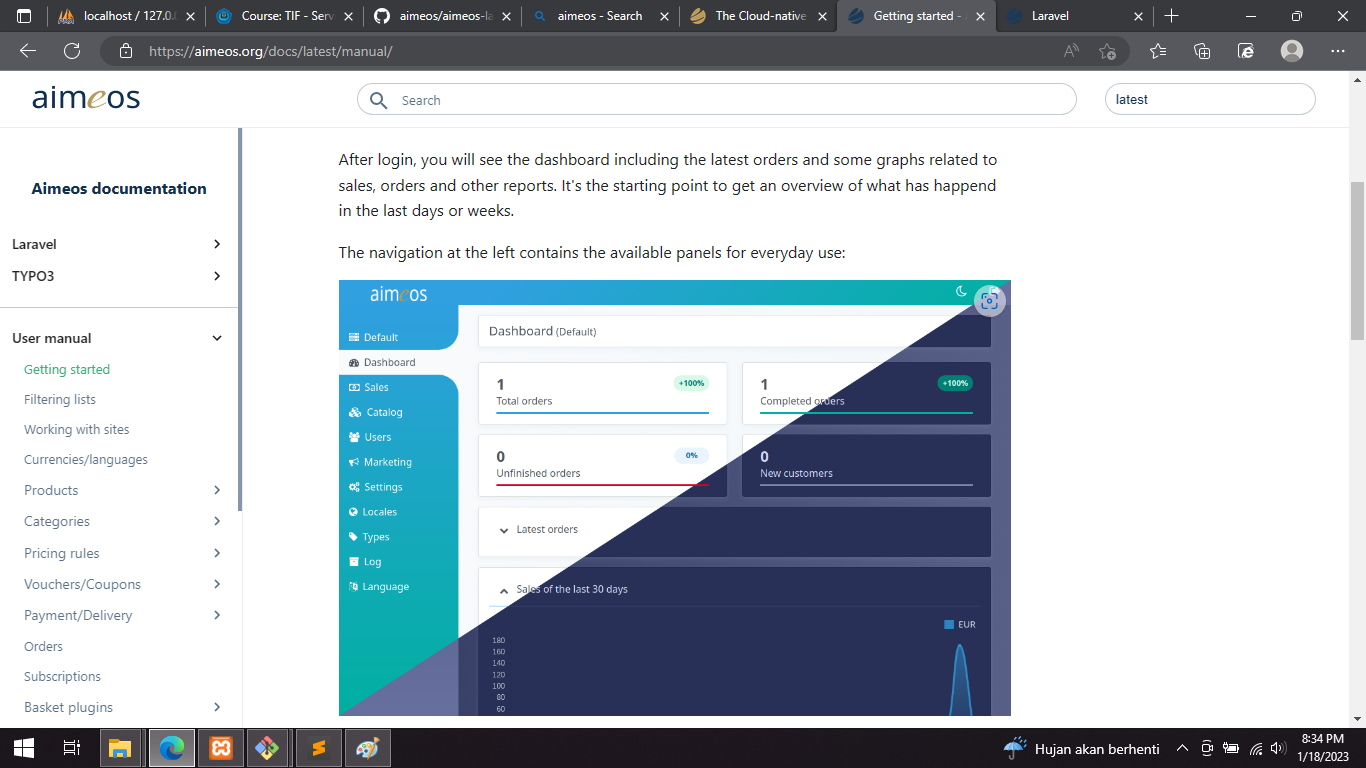 localhost / 127.0.0
Course: TIF - Serv
aimeos/aimeos-la
aimeos - Search
The Cloud-native
Getting started -
Laravel
https://aimeos.org/docs/latest/manual/
aimeos
Search
latest
Aimeos documentation
Laravel
TYPO3
User manual
Getting started
Filtering lists
Working with sites
Currencies/languages
Products
Categories
Pricing rules
Vouchers/Coupons
Payment/Delivery
Orders
Subscriptions
Basket plugins
After login, you will see the dashboard including the latest orders and some graphs related to
sales, orders and other reports. It's the starting point to get an overview of what has happend
in the last days or weeks.
The navigation at the left contains the available panels for everyday use:
aimeos
Default
Dashboard
Sales
Catalog
Users
Marketing
Settings
Locales
Types
Log
Language
Dashboard (Default)
1
+100%
Total orders
1
+100%
Completed orders
0
0%
Unfinished orders
0
New customers
Latest orders
Sales of the last 30 days
EUR
180
160
140
120
100
80
60
Hujan akan berhenti
8:34 PM
1/18/2023